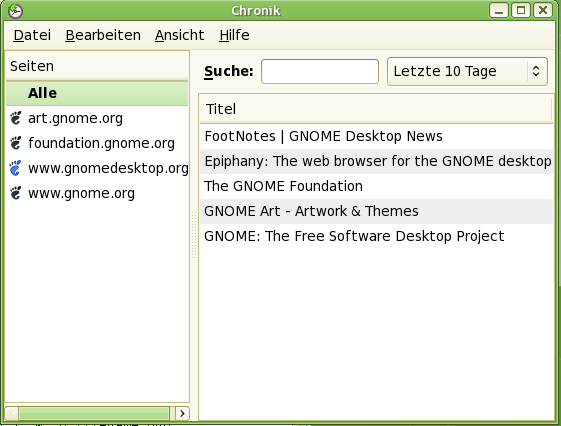 Chronik
Datei Bearbeiten Ansicht Hilfe
Seiten
Alle
art.gnome.org
foundation.gnome.org
www.gnomedesktop.org
www.gnome.org
Suche: Letzte 10 Tage
Titel
FootNotes | GNOME Desktop News
Epiphany: The web browser for the GNOME desktop
The GNOME Foundation
GNOME Art - Artwork & Themes
GNOME: The Free Software Desktop Project